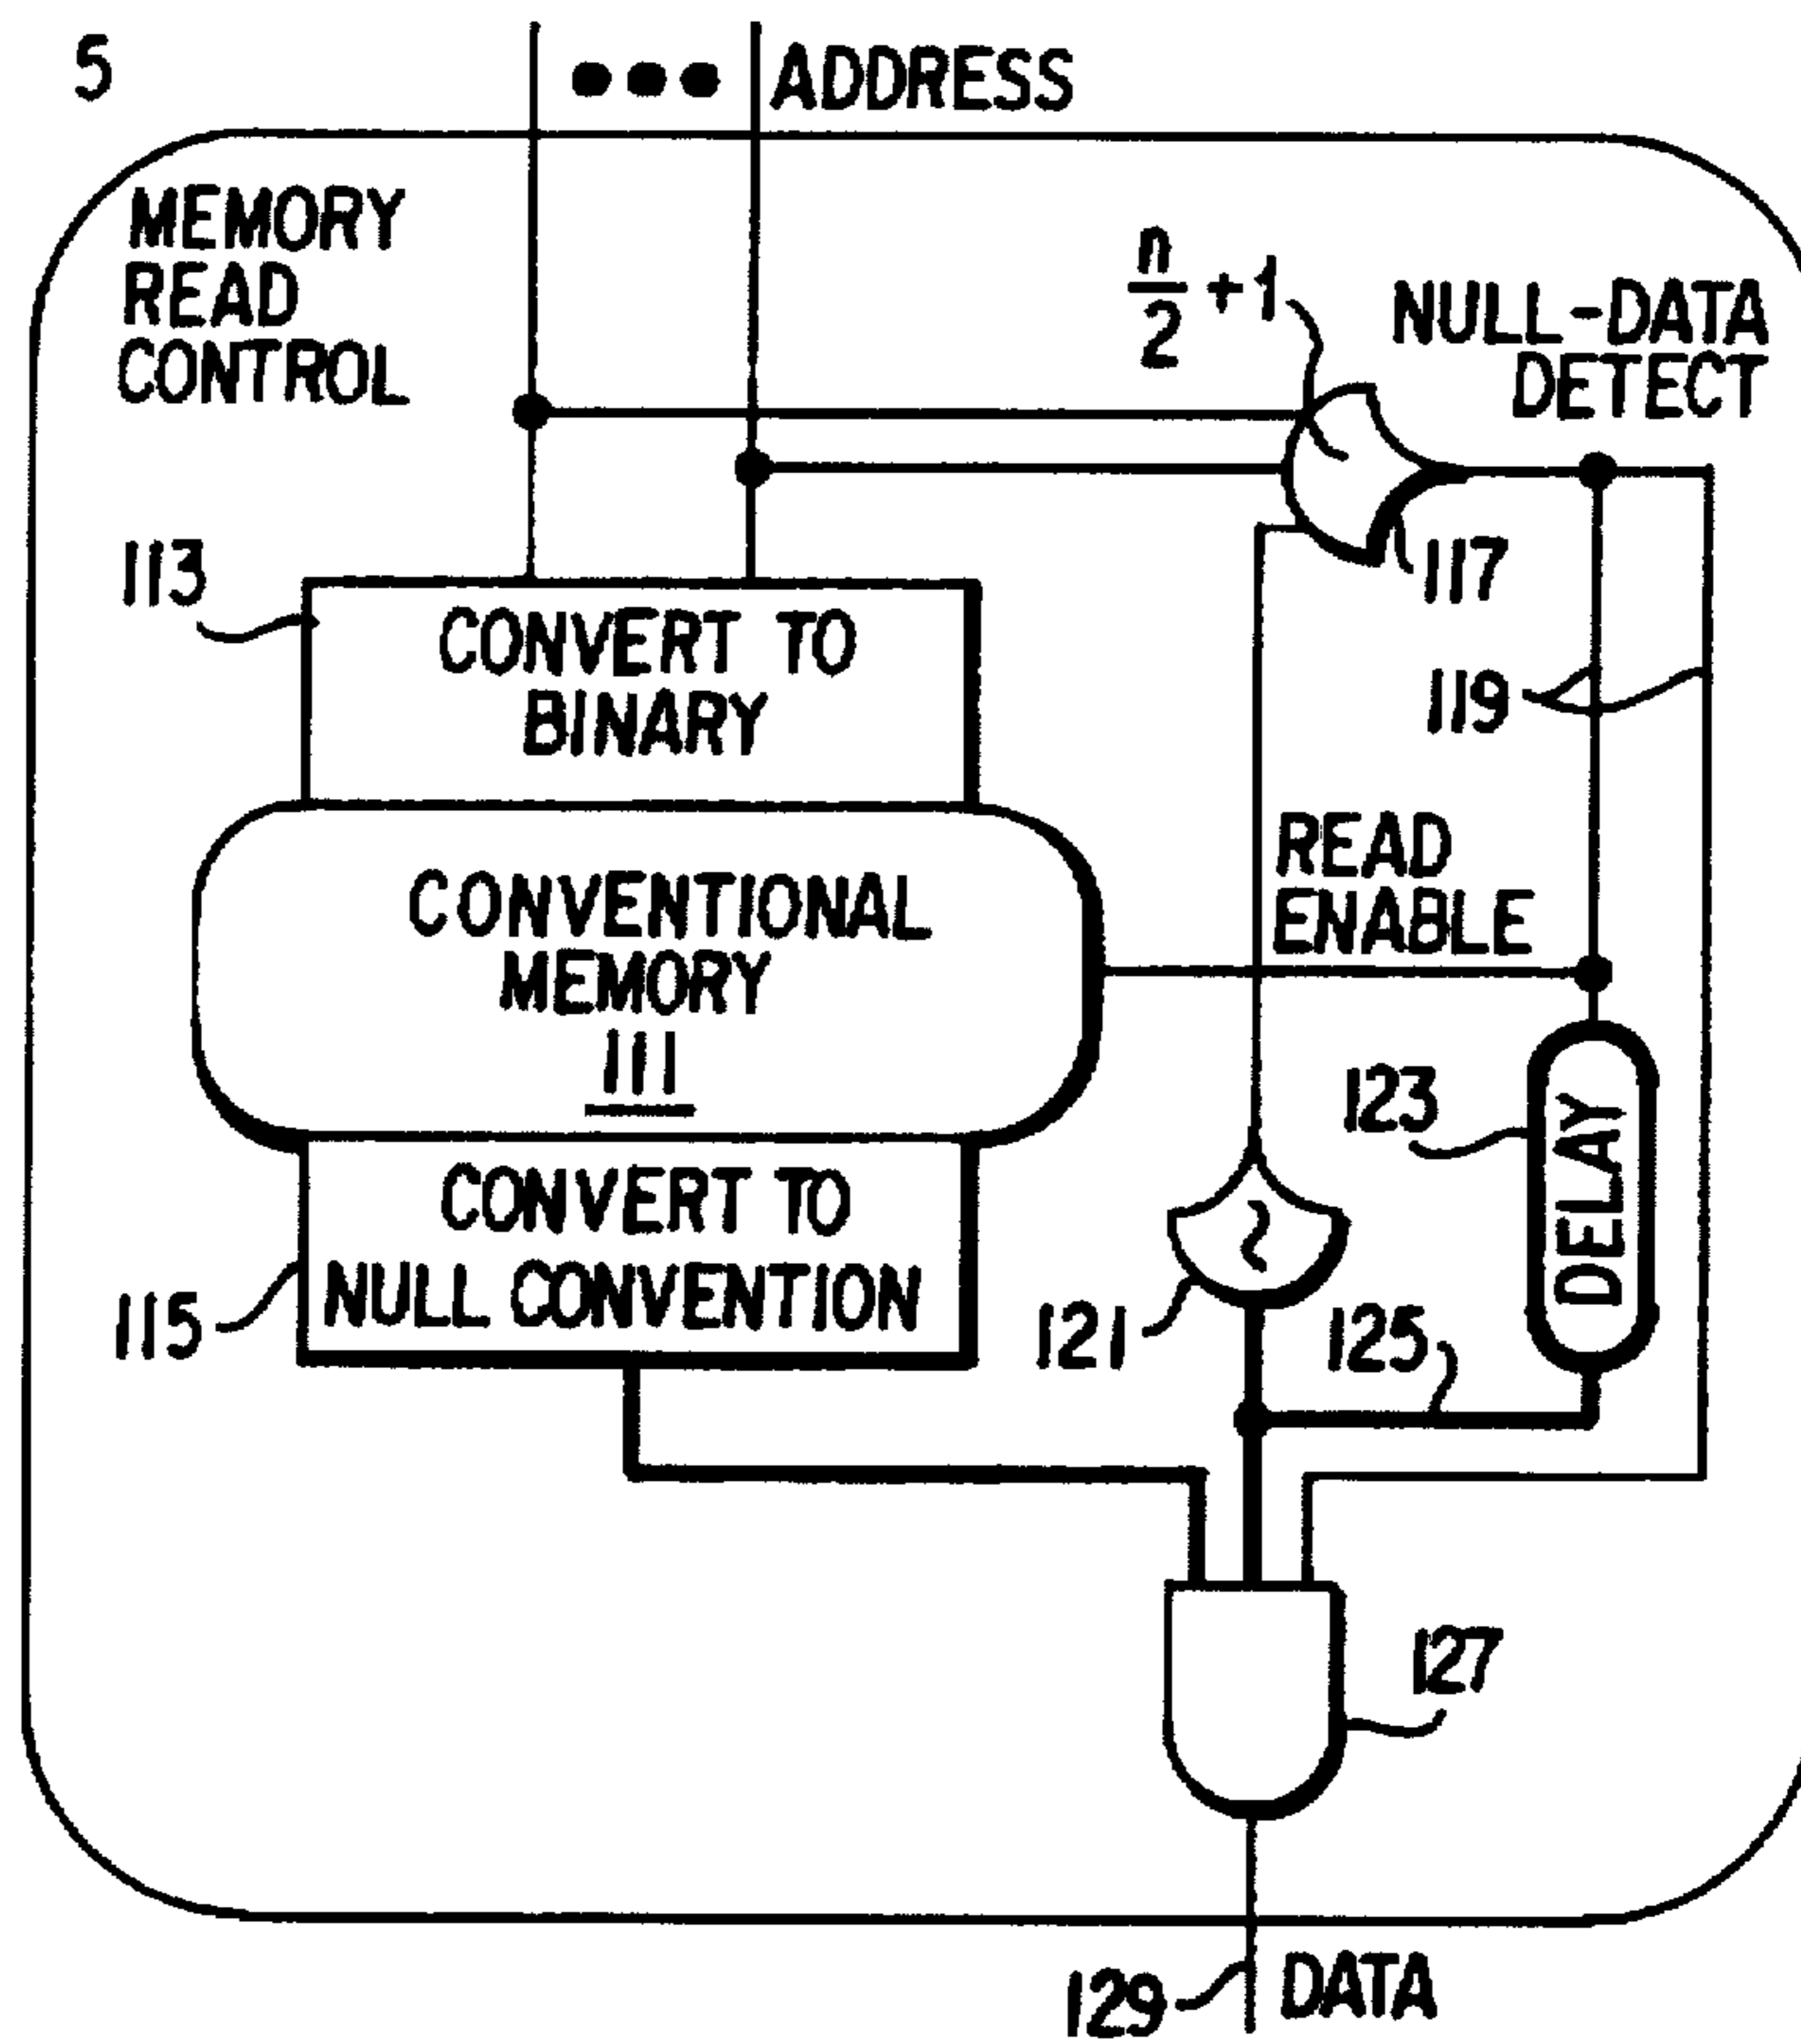 5
••• ADDRESS
MEMORY
READ
CONTROL
n/2 + 1
NULL-DATA
DETECT
113
117
CONVERT TO
BINARY
119
READ
ENABLE
CONVENTIONAL
MEMORY
111
123
DELAY
CONVERT TO
NULL CONVENTION
2
115
121
125
127
129
DATA